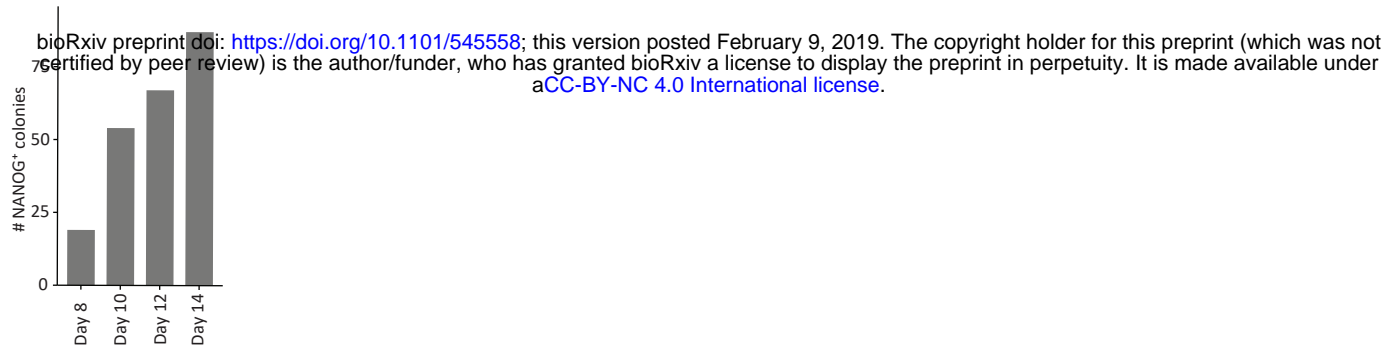 bioRxiv preprint doi: https://doi.org/10.1101/545558; this version posted February 9, 2019. The copyright holder for this preprint (which was not
certified by peer review) is the author/funder, who has granted bioRxiv a license to display the preprint in perpetuity. It is made available under
aCC-BY-NC 4.0 International license.
75
50
25
0
# NANOG⁺ colonies
Day 8
Day 10
Day 12
Day 14